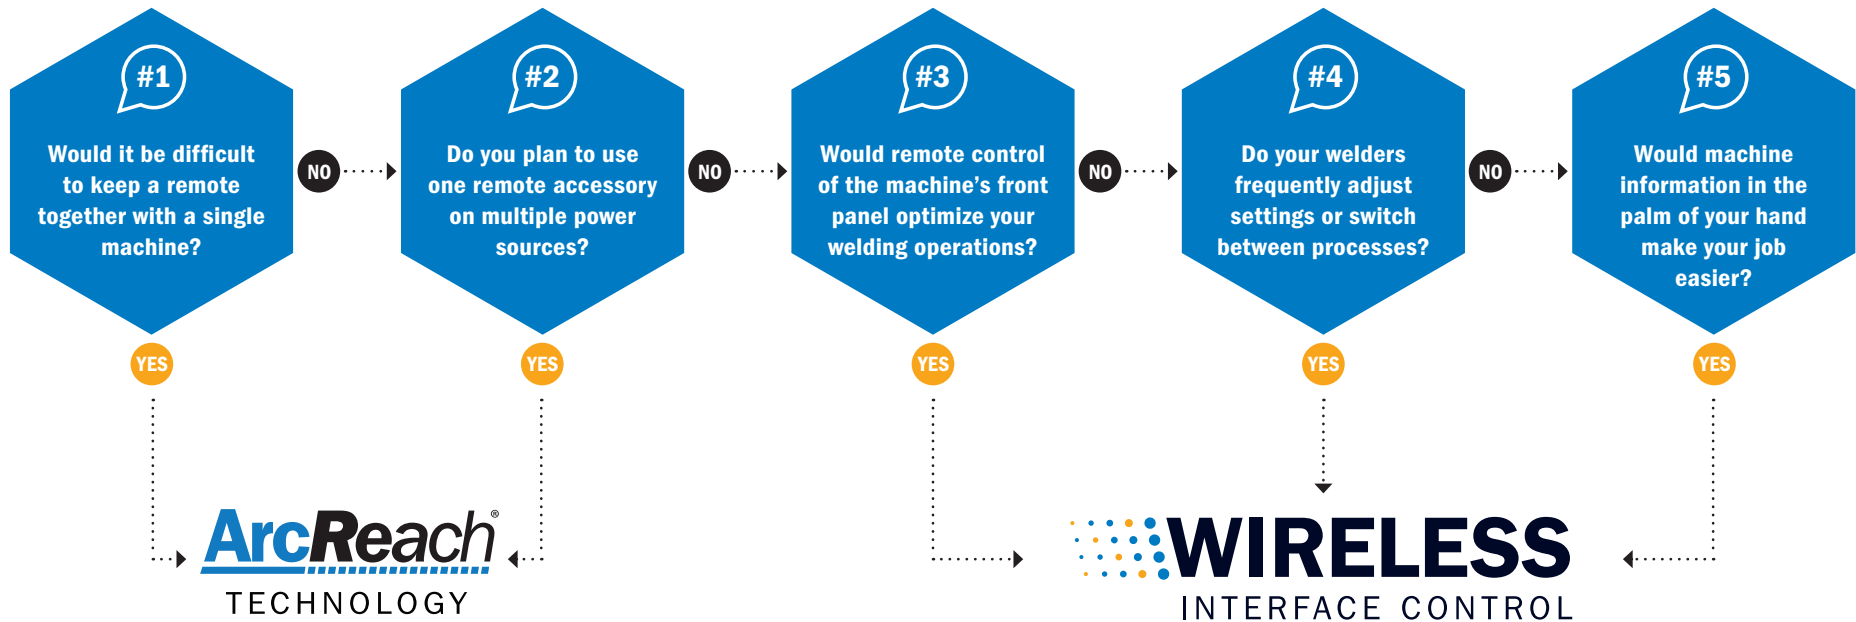 #1
Would it be difficult
to keep a remote
together with a single
machine?
NO
YES
#2
Do you plan to use
one remote accessory
on multiple power
sources?
NO
YES
#3
Would remote control
of the machine’s front
panel optimize your
welding operations?
NO
YES
#4
Do your welders
frequently adjust
settings or switch
between processes?
NO
YES
#5
Would machine
information in the
palm of your hand
make your job
easier?
YES
ArcReach®
TECHNOLOGY
WIRELESS
INTERFACE CONTROL